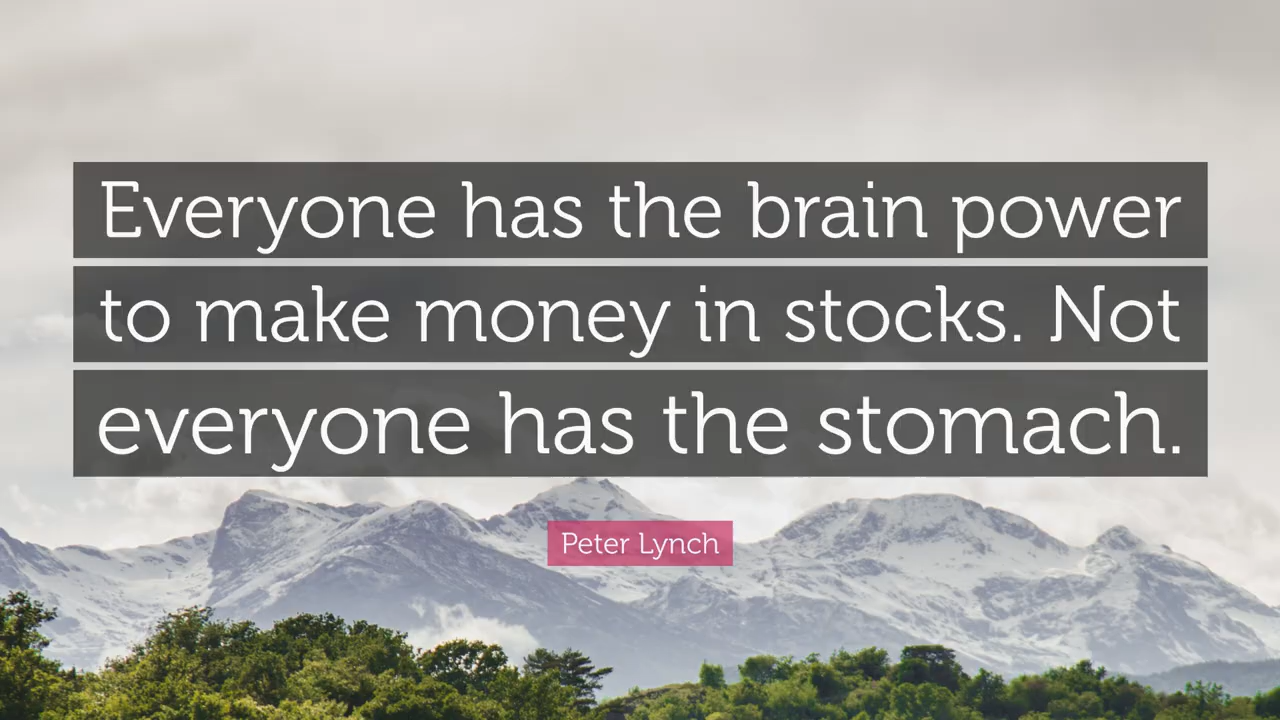 Everyone has the brain power
to make money in stocks. Not
everyone has the stomach.
Peter Lynch